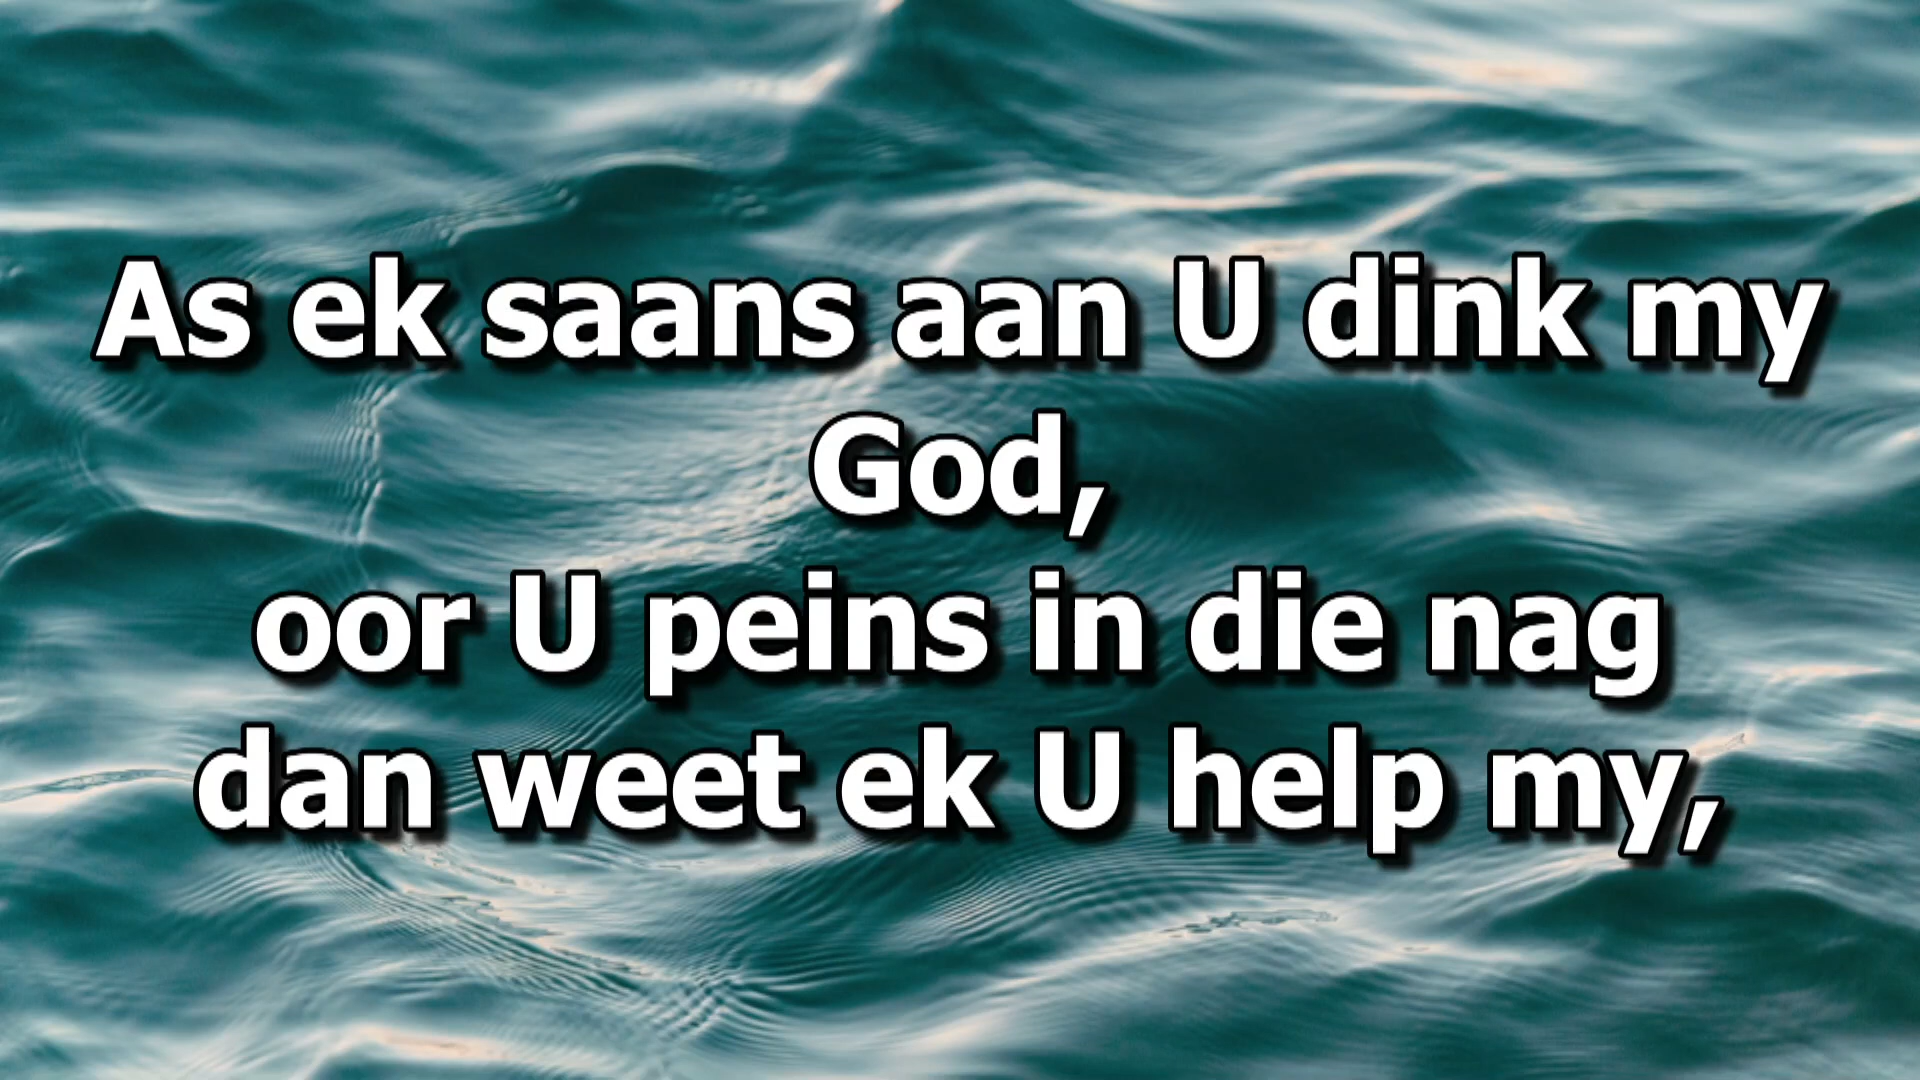 As ek saans aan U dink my
God,
oor U peins in die nag
dan weet ek U help my,